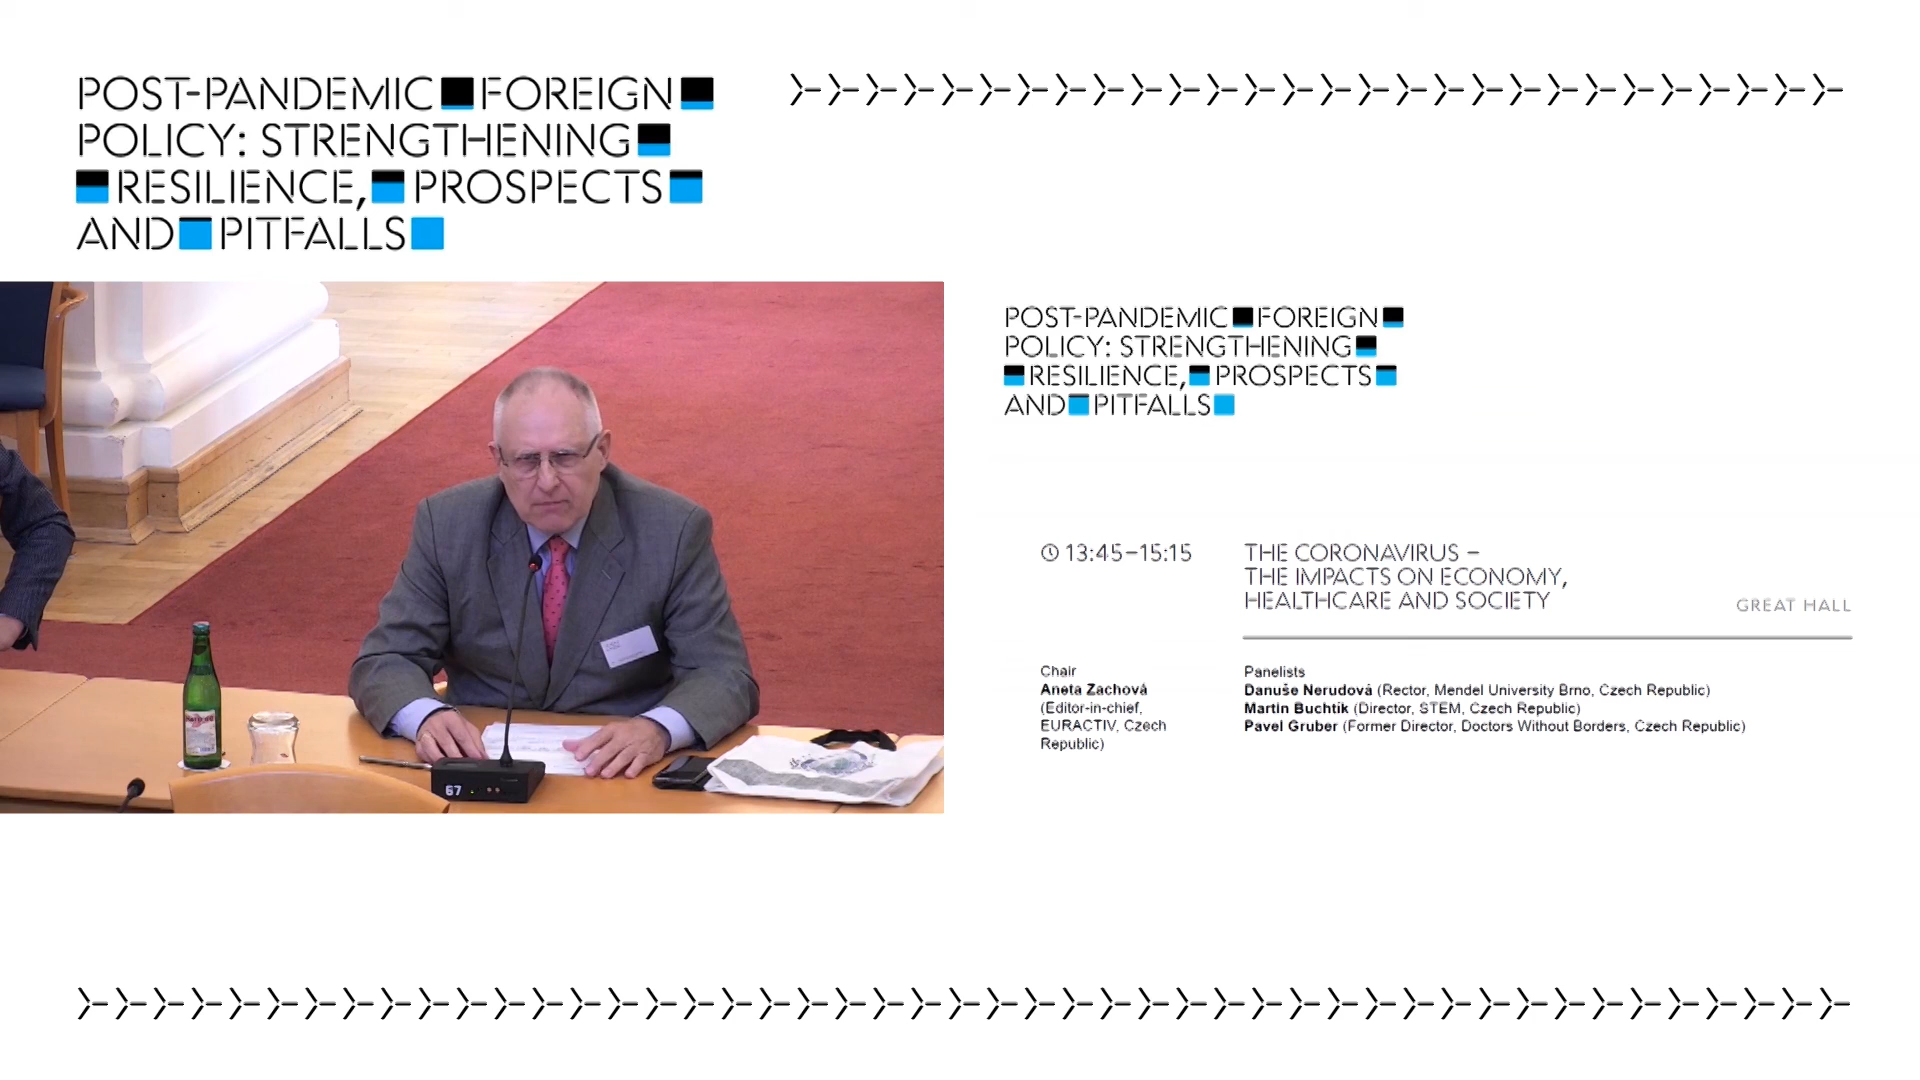 POST-PANDEMIC FOREIGN
POLICY: STRENGTHENING
RESILIENCE, PROSPECTS
AND PITFALLS
67
POST-PANDEMIC FOREIGN
POLICY: STRENGTHENING
RESILIENCE, PROSPECTS
AND PITFALLS
13:45–15:15
THE CORONAVIRUS –
THE IMPACTS ON ECONOMY,
HEALTHCARE AND SOCIETY
GREAT HALL
Chair
Aneta Zachová
(Editor-in-chief,
EURACTIV, Czech
Republic)
Panelists
Danuše Nerudová (Rector, Mendel University Brno, Czech Republic)
Martin Buchtík (Director, STEM, Czech Republic)
Pavel Gruber (Former Director, Doctors Without Borders, Czech Republic)